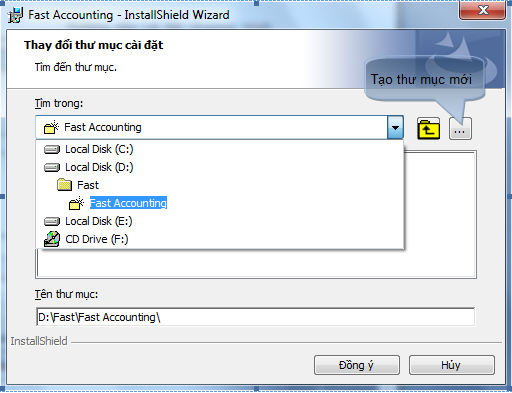 Fast Accounting - InstallShield Wizard
Thay đổi thư mục cài đặt
Tìm đến thư mục.
Tạo thư mục mới
Tìm trong:
Fast Accounting
...
Local Disk (C:)
Local Disk (D:)
Fast
Fast Accounting
Local Disk (E:)
CD Drive (F:)
Tên thư mục:
D:\Fast\Fast Accounting\
InstallShield
Đồng ý
Hủy